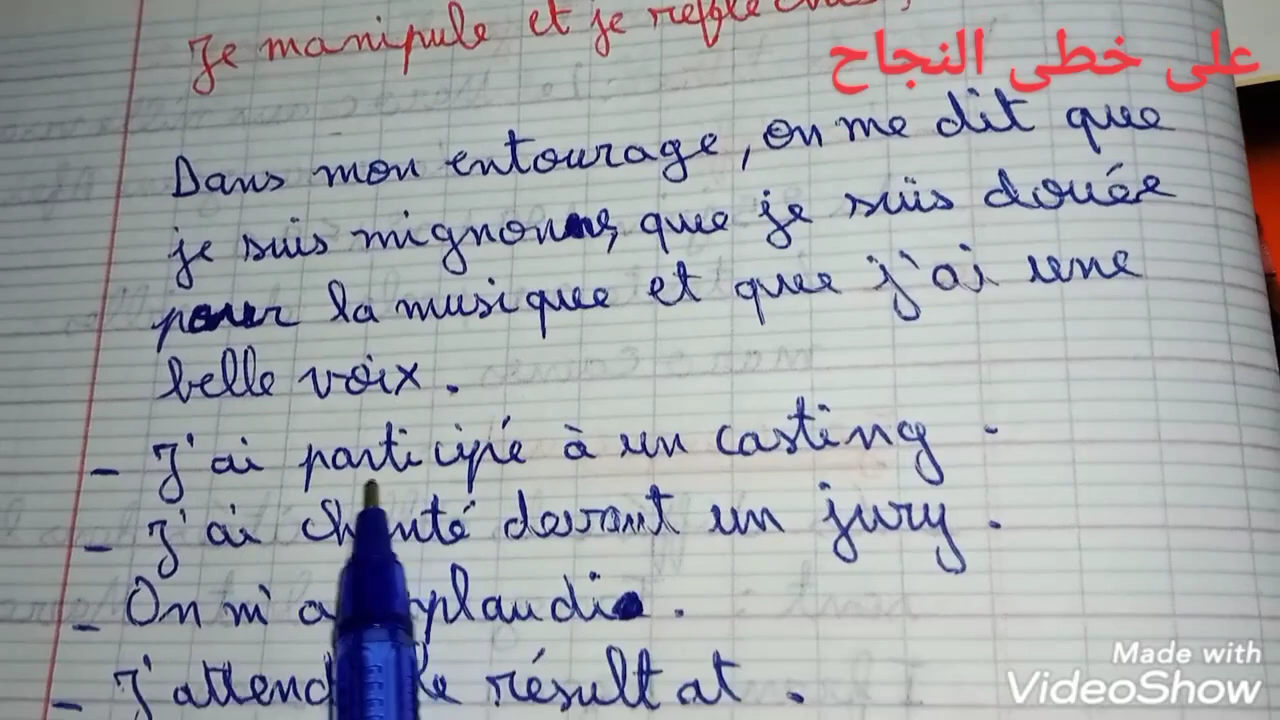 Je manipule et je
على خطى النجاح
Dans mon entourage, on me dit que
je suis mignonne, que je suis douée
pour la musique et que j'ai une
belle voix.
- J'ai participé à un casting.
- J'ai chanté devant un jury.
- On m'a applaudi.
- J'attends le résultat.
Made with
VideoShow